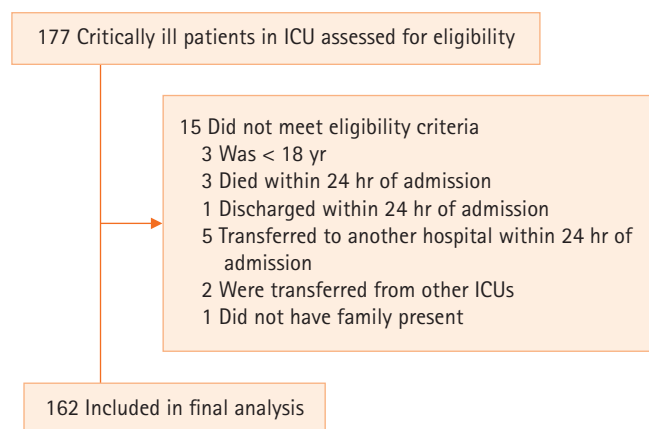 177 Critically ill patients in ICU assessed for eligibility
15 Did not meet eligibility criteria
3 Was < 18 yr
3 Died within 24 hr of admission
1 Discharged within 24 hr of admission
5 Transferred to another hospital within 24 hr of
admission
2 Were transferred from other ICUs
1 Did not have family present
162 Included in final analysis